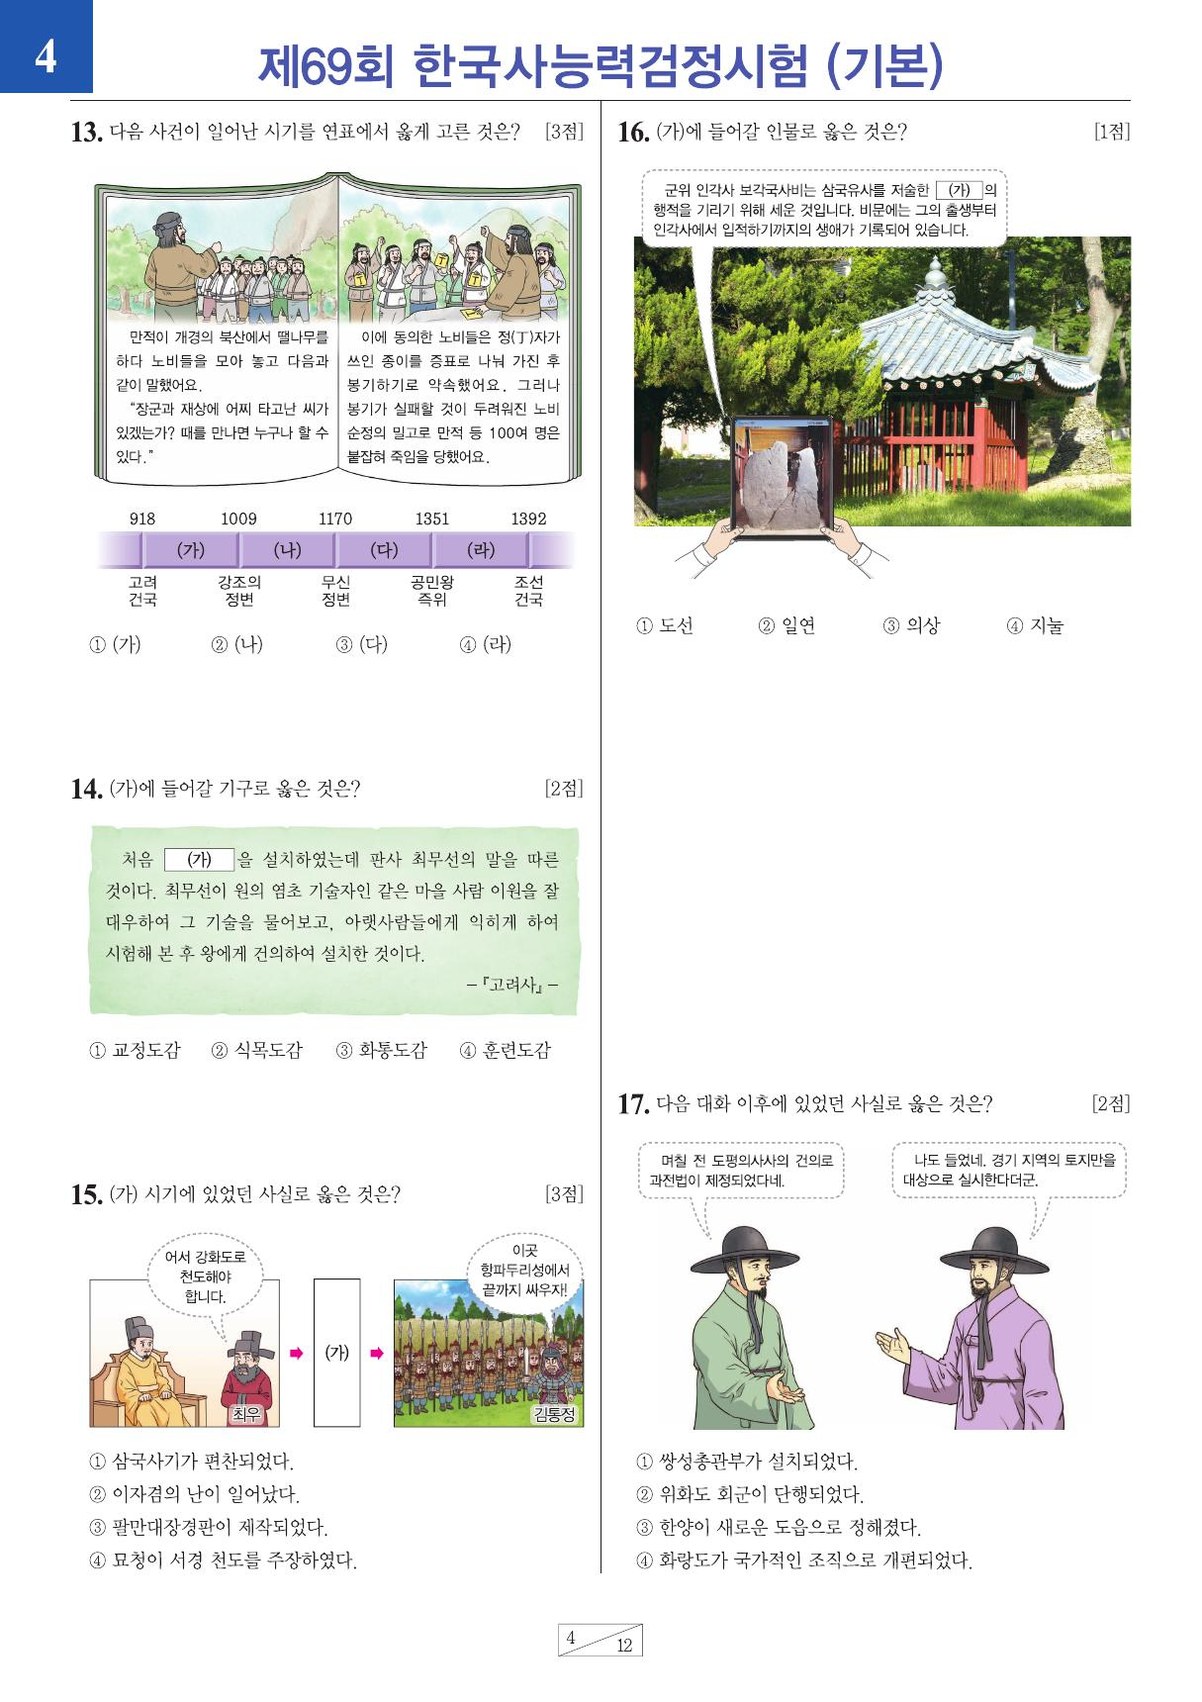 4
제69회 한국사능력검정시험 (기본)
13. 다음 사건이 일어난 시기를 연표에서 옳게 고른 것은? [3점]
만적이 개경의 북산에서 땔나무를
하다 노비들을 모아 놓고 다음과
같이 말했어요.
“장군과 재상에 어찌 타고난 씨가
있겠는가? 때를 만나면 누구나 할 수
있다.”
이에 동의한 노비들은 정(丁)자가
쓰인 종이를 증표로 나눠 가진 후
봉기하기로 약속했어요. 그러나
봉기가 실패할 것이 두려워진 노비
순정의 밀고로 만적 등 100여 명은
붙잡혀 죽임을 당했어요.
918 1009 1170 1351 1392
(가) (나) (다) (라)
고려 강조의 무신 공민왕 조선
건국 정변 정변 즉위 건국
① (가) ② (나) ③ (다) ④ (라)
14. (가)에 들어갈 기구로 옳은 것은? [2점]
처음 (가) 을 설치하였는데 판사 최무선의 말을 따른
것이다. 최무선이 원의 염초 기술자인 같은 마을 사람 이원을 잘
대우하여 그 기술을 물어보고, 아랫사람들에게 익히게 하여
시험해 본 후 왕에게 건의하여 설치한 것이다.
- 『고려사』 -
① 교정도감 ② 식목도감 ③ 화통도감 ④ 훈련도감
15. (가) 시기에 있었던 사실로 옳은 것은? [3점]
어서 강화도로
천도해야
합니다.
최우
(가)
이곳
항파두리성에서
끝까지 싸우자!
김통정
① 삼국사기가 편찬되었다.
② 이자겸의 난이 일어났다.
③ 팔만대장경판이 제작되었다.
④ 묘청이 서경 천도를 주장하였다.
16. (가)에 들어갈 인물로 옳은 것은? [1점]
군위 인각사 보각국사비는 삼국유사를 저술한 (가) 의
행적을 기리기 위해 세운 것입니다. 비문에는 그의 출생부터
인각사에서 입적하기까지의 생애가 기록되어 있습니다.
① 도선 ② 일연 ③ 의상 ④ 지눌
17. 다음 대화 이후에 있었던 사실로 옳은 것은? [2점]
며칠 전 도평의사사의 건의로
과전법이 제정되었다네.
나도 들었네. 경기 지역의 토지만을
대상으로 실시한다더군.
① 쌍성총관부가 설치되었다.
② 위화도 회군이 단행되었다.
③ 한양이 새로운 도읍으로 정해졌다.
④ 화랑도가 국가적인 조직으로 개편되었다.
4
12